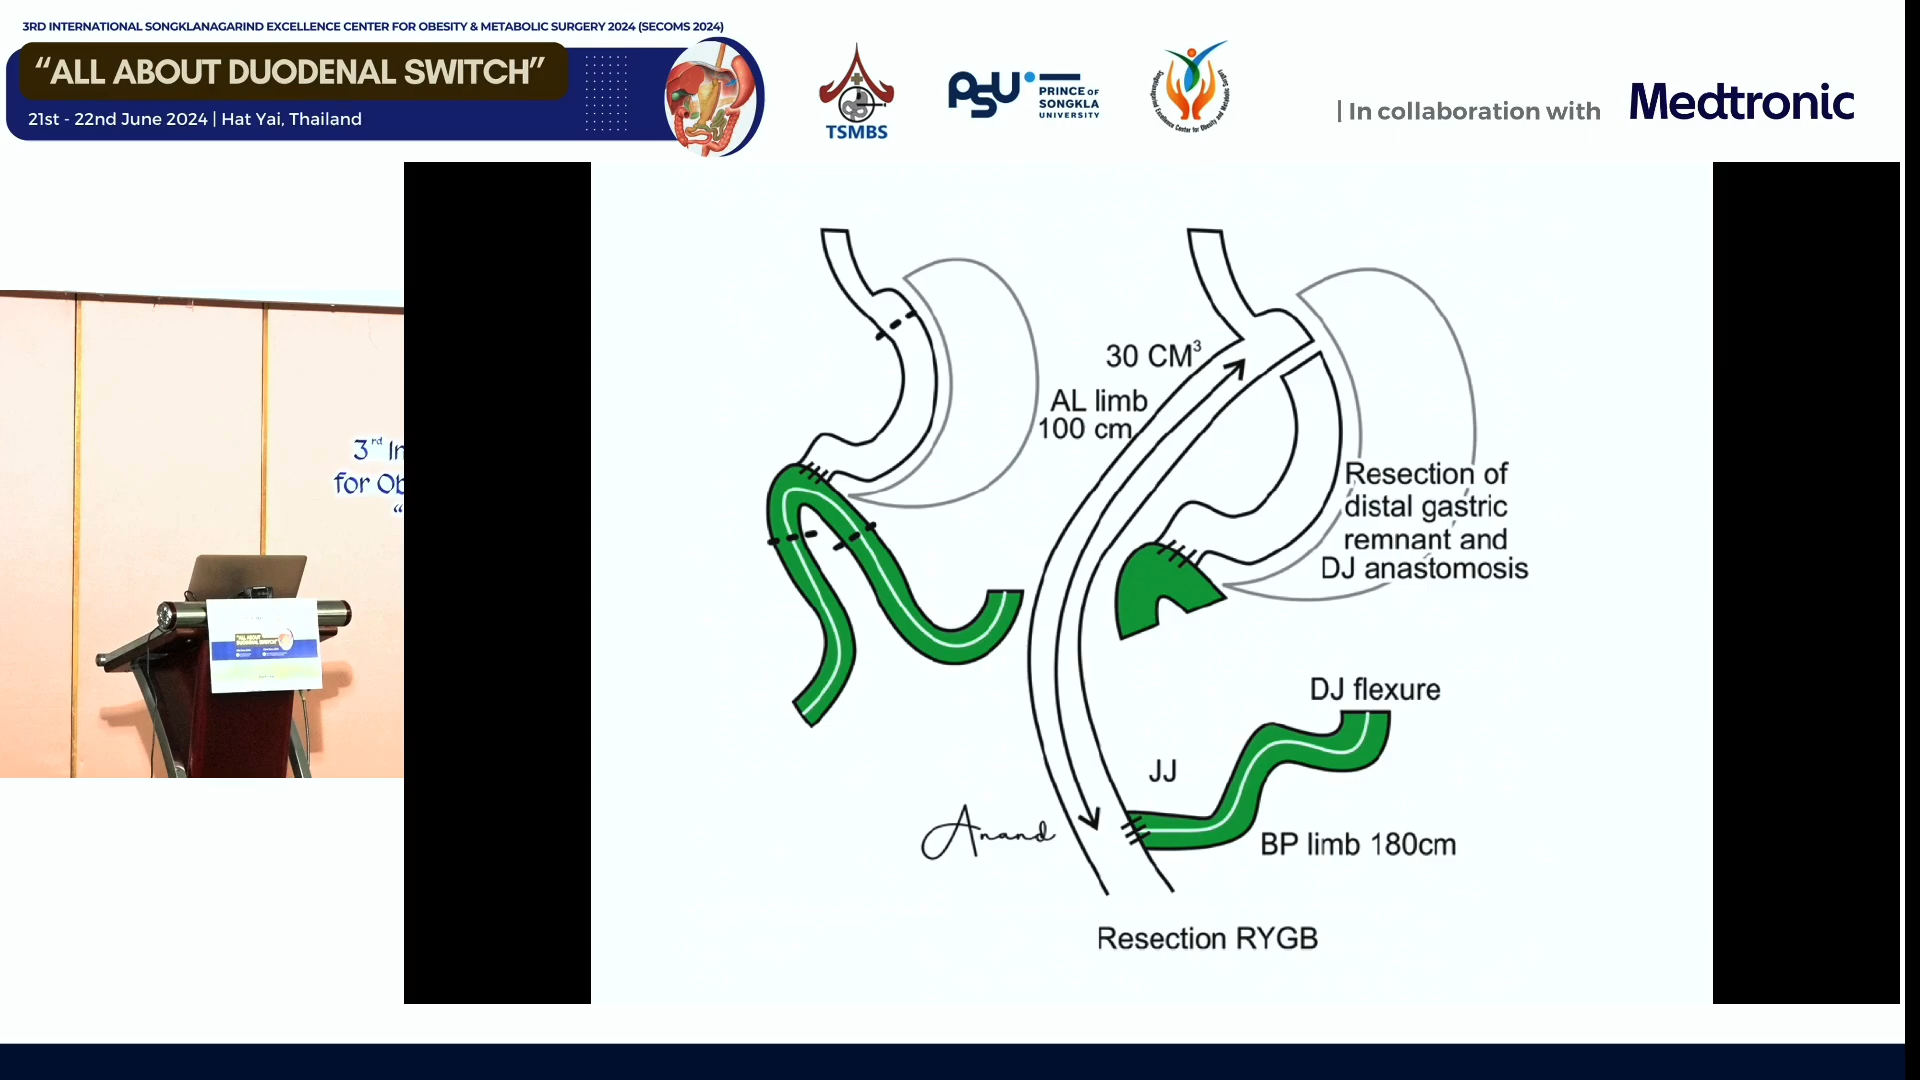 3RD INTERNATIONAL SONGKLANAGARIND EXCELLENCE CENTER FOR OBESITY & METABOLIC SURGERY 2024 (SECOMS 2024)
“ALL ABOUT DUODENAL SWITCH”
21st - 22nd June 2024 | Hat Yai, Thailand
TSMBS
PSU
PRINCE OF
SONGKLA
UNIVERSITY
| In collaboration with
Medtronic
3rd In
for Ob
“
30 CM³
AL limb
100 cm
Resection of
distal gastric
remnant and
DJ anastomosis
DJ flexure
JJ
Anand
BP limb 180cm
Resection RYGB